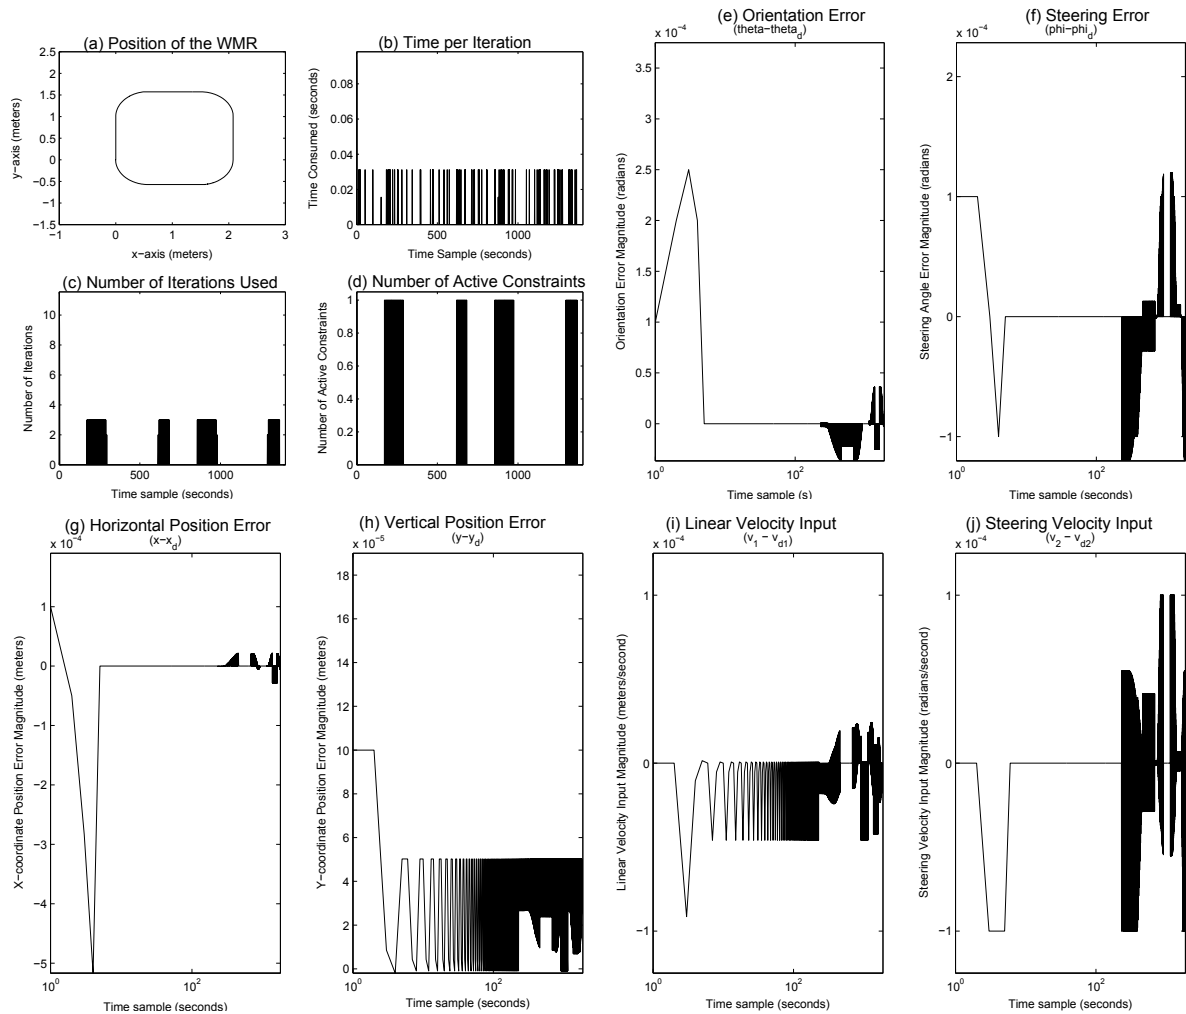 (a) Position of the WMR
2.5
2
1.5
1
0.5
0
−0.5
−1
−1.5
−1
0
1
2
3
y−axis (meters)
x−axis (meters)
(b) Time per Iteration
0.08
0.06
0.04
0.02
0
0
500
1000
Time Consumed (seconds)
Time Sample (seconds)
(c) Number of Iterations Used
10
8
6
4
2
0
0
500
1000
Number of Iterations
Time sample (seconds)
(d) Number of Active Constraints
1
0.8
0.6
0.4
0.2
0
0
500
1000
Number of Active Constraints
Time Sample (seconds)
(e) Orientation Error
(theta−theta_d)
x 10^−4
3.5
3
2.5
2
1.5
1
0.5
0
10^0
10^2
Orientation Error Magnitude (radians)
Time sample (s)
(f) Steering Error
(phi−phi_d)
x 10^−4
2
1
0
−1
10^0
10^2
Steering Angle Error Magnitude (radians)
Time sample (seconds)
(g) Horizontal Position Error
(x−x_d)
x 10^−4
1
0
−1
−2
−3
−4
−5
10^0
10^2
X−coordinate Position Error Magnitude (meters)
Time sample (seconds)
(h) Vertical Position Error
(y−y_d)
x 10^−5
18
16
14
12
10
8
6
4
2
0
10^0
10^2
Y−coordinate Position Error Magnitude (meters)
Time sample (seconds)
(i) Linear Velocity Input
(v_1 − v_d1)
x 10^−4
1
0
−1
10^0
10^2
Linear Velocity Input Magnitude (meters/second)
Time sample (seconds)
(j) Steering Velocity Input
(v_2 − v_d2)
x 10^−4
1
0
−1
10^0
10^2
Steering Velocity Input Magnitude (radians/second)
Time sample (seconds)